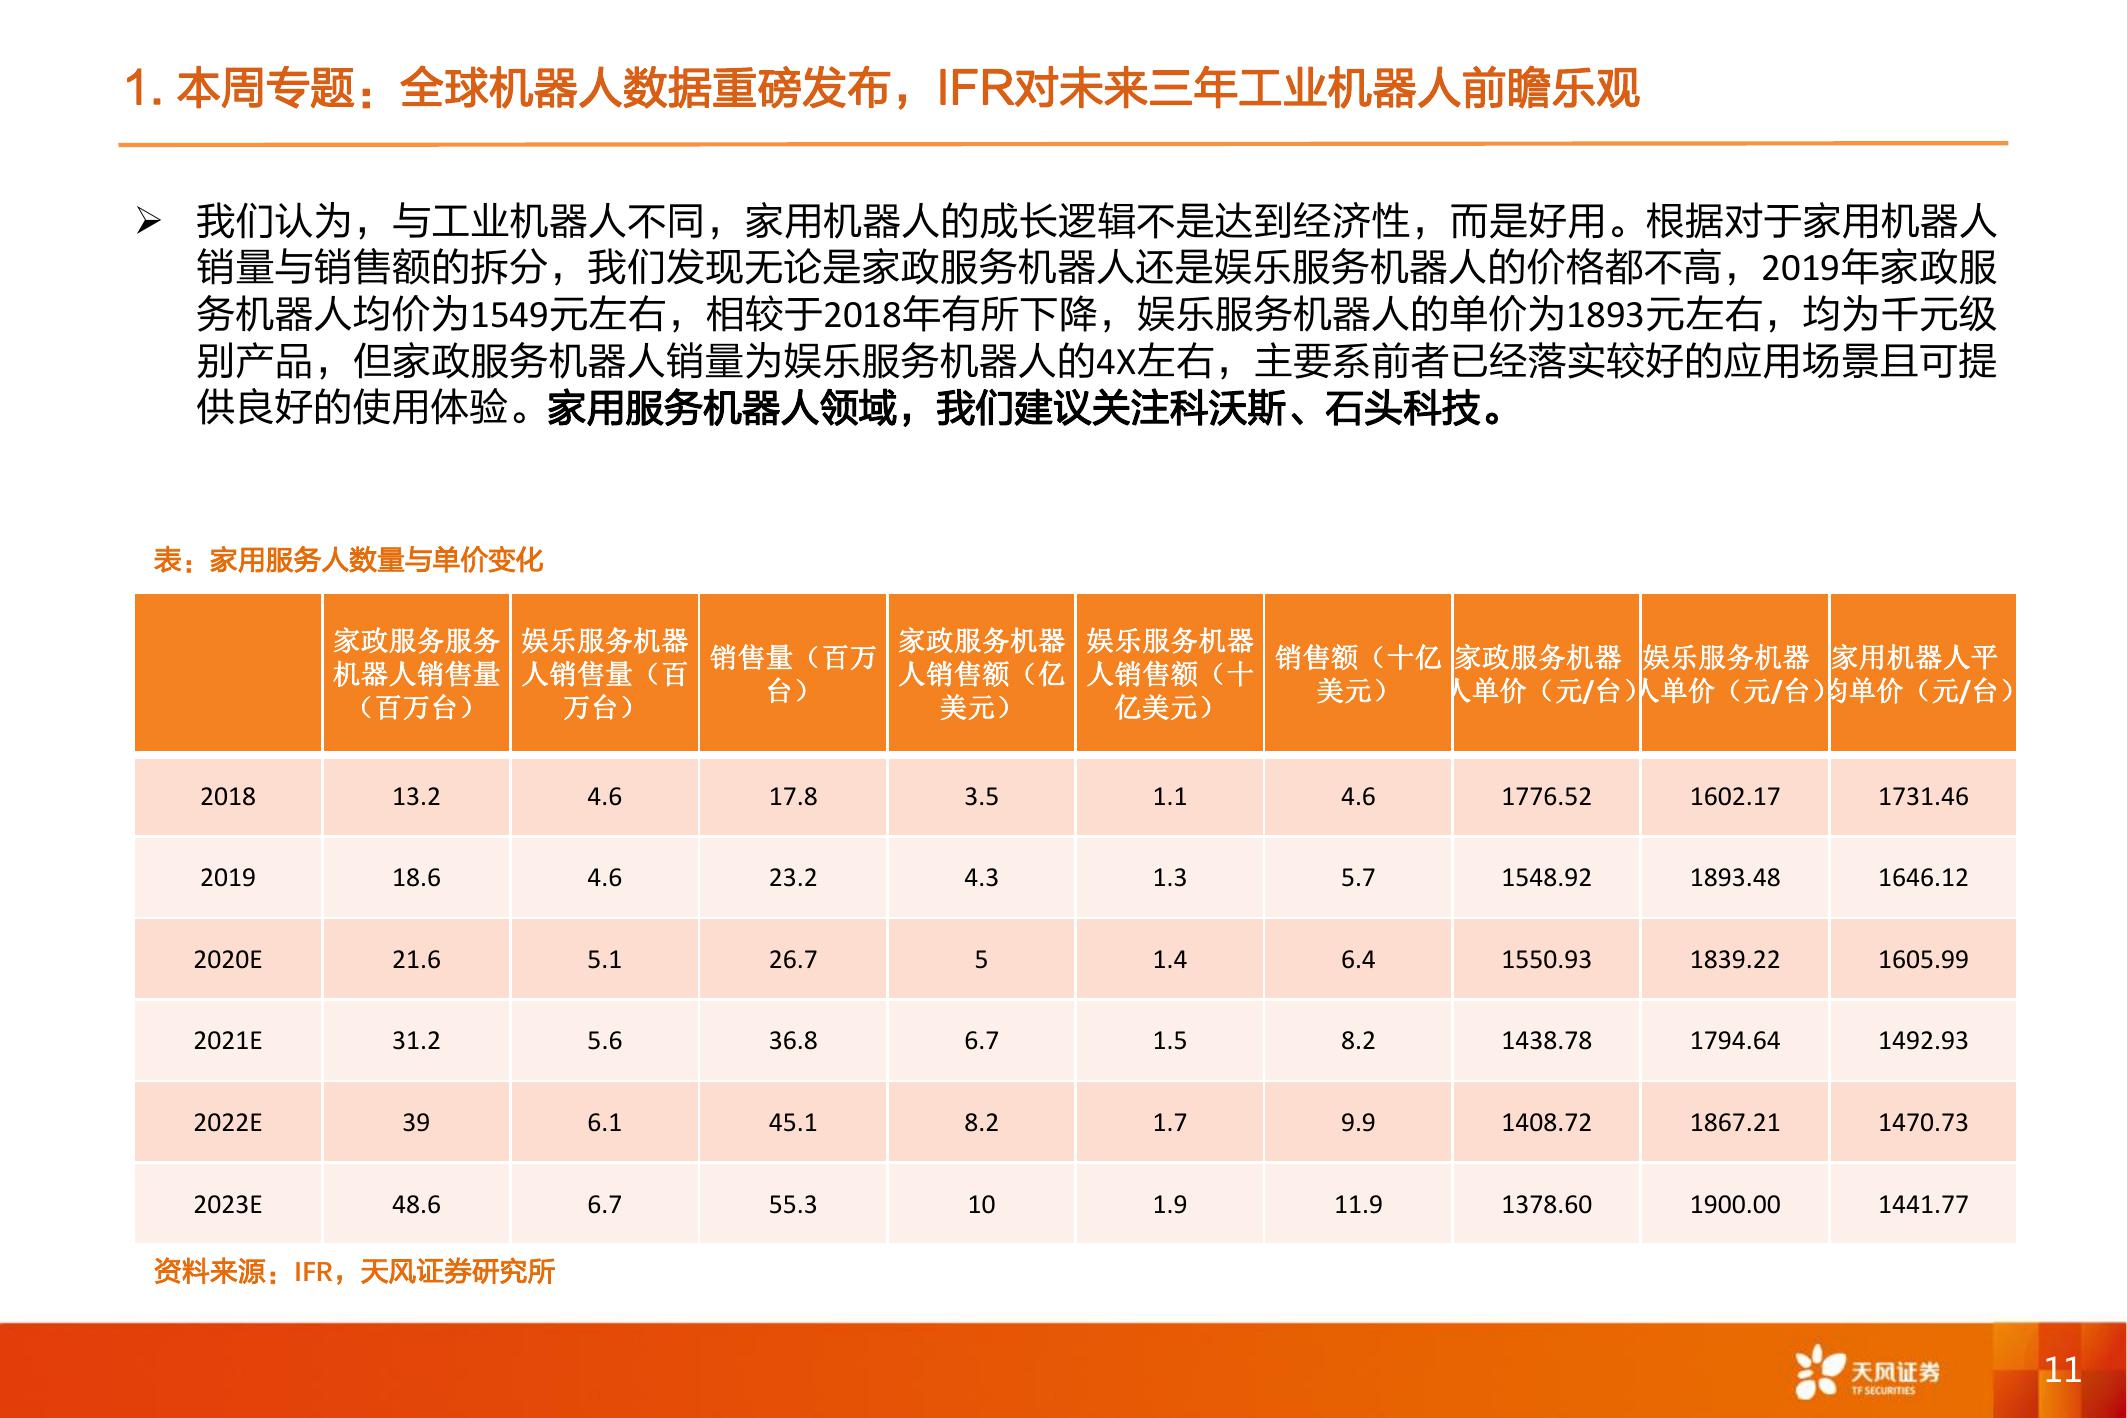 1. 本周专题：全球机器人数据重磅发布，IFR对未来三年工业机器人前瞻乐观
➢ 我们认为，与工业机器人不同，家用机器人的成长逻辑不是达到经济性，而是好用。根据对于家用机器人
销量与销售额的拆分，我们发现无论是家政服务机器人还是娱乐服务机器人的价格都不高，2019年家政服
务机器人均价为1549元左右，相较于2018年有所下降，娱乐服务机器人的单价为1893元左右，均为千元级
别产品，但家政服务机器人销量为娱乐服务机器人的4X左右，主要系前者已经落实较好的应用场景且可提
供良好的使用体验。家用服务机器人领域，我们建议关注科沃斯、石头科技。
表：家用服务人数量与单价变化
家政服务服务
机器人销售量
（百万台）
娱乐服务机器
人销售量（百
万台）
销售量（百万
台）
家政服务机器
人销售额（亿
美元）
娱乐服务机器
人销售额（十
亿美元）
销售额（十亿
美元）
家政服务机器
人单价（元/台）
娱乐服务机器
人单价（元/台）
家用机器人平
均单价（元/台）
2018 13.2 4.6 17.8 3.5 1.1 4.6 1776.52 1602.17 1731.46
2019 18.6 4.6 23.2 4.3 1.3 5.7 1548.92 1893.48 1646.12
2020E 21.6 5.1 26.7 5 1.4 6.4 1550.93 1839.22 1605.99
2021E 31.2 5.6 36.8 6.7 1.5 8.2 1438.78 1794.64 1492.93
2022E 39 6.1 45.1 8.2 1.7 9.9 1408.72 1867.21 1470.73
2023E 48.6 6.7 55.3 10 1.9 11.9 1378.60 1900.00 1441.77
资料来源：IFR，天风证券研究所
天风证券
TF SECURITIES
11